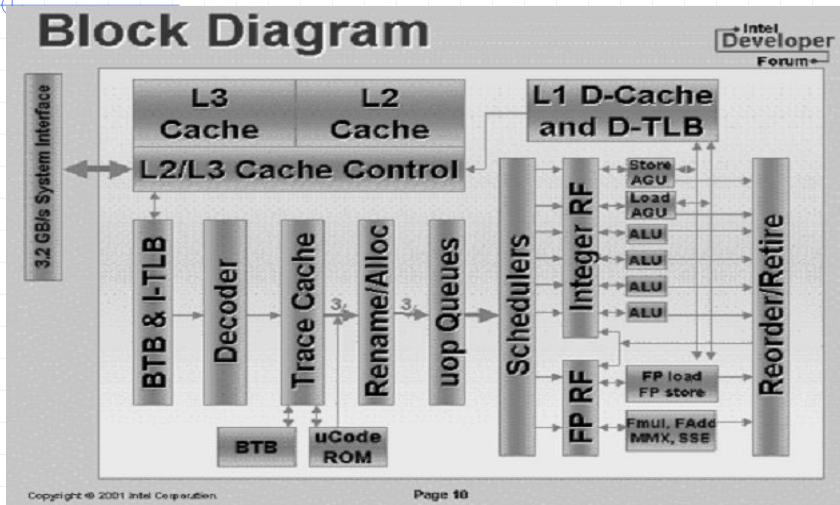 Block Diagram
Intel
Developer
Forum
3.2 GB/s System Interface
L3
Cache
L2
Cache
L2/L3 Cache Control
L1 D-Cache
and D-TLB
BTB & I-TLB
Decoder
Trace Cache
BTB
uCode
ROM
3
Rename/Alloc
3
uop Queues
Schedulers
Integer RF
FP RF
Store
AGU
Load
AGU
ALU
ALU
ALU
ALU
FP load
FP store
Fmul, FAdd
MMX, SSE
Reorder/Retire
Copyright © 2001 Intel Corporation.
Page 10